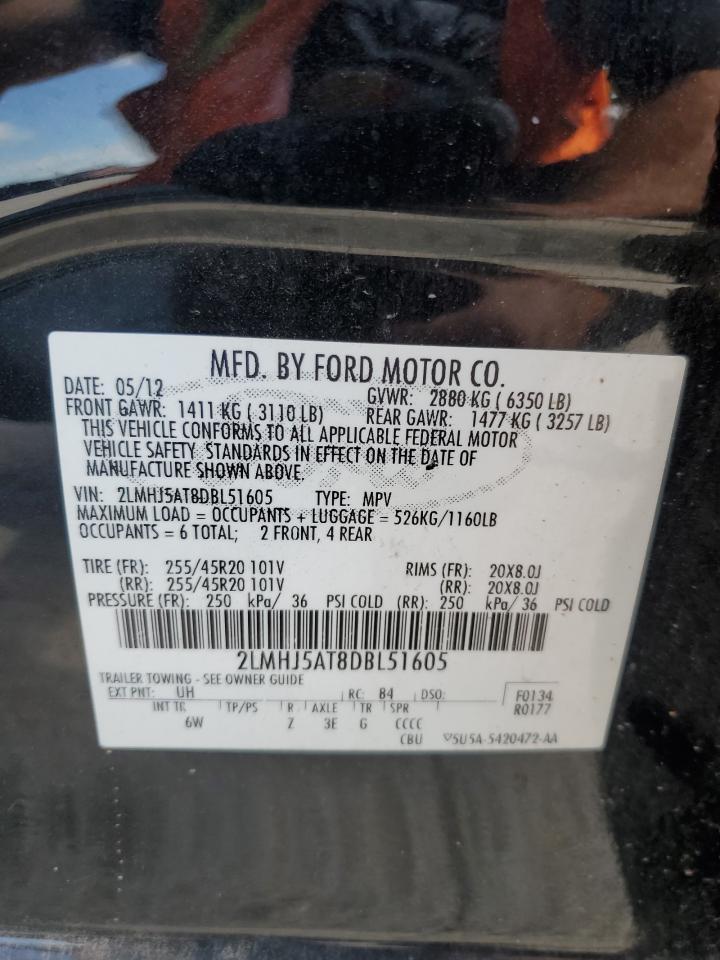 MFD. BY FORD MOTOR CO.
DATE: 05/12 GVWR: 2880 KG ( 6350 LB)
FRONT GAWR: 1411 KG ( 3110 LB) REAR GAWR: 1477 KG ( 3257 LB)
THIS VEHICLE CONFORMS TO ALL APPLICABLE FEDERAL MOTOR
VEHICLE SAFETY STANDARDS IN EFFECT ON THE DATE OF
MANUFACTURE SHOWN ABOVE.
VIN: 2LMHJ5AT8DBL51605 TYPE: MPV
MAXIMUM LOAD = OCCUPANTS + LUGGAGE = 526KG/1160LB
OCCUPANTS = 6 TOTAL; 2 FRONT, 4 REAR
TIRE (FR): 255/45R20 101V RIMS (FR): 20X8.0J
(RR): 255/45R20 101V (RR): 20X8.0J
PRESSURE (FR): 250 kPa/ 36 PSI COLD (RR): 250 kPa/ 36 PSI COLD
2LMHJ5AT8DBL51605
TRAILER TOWING - SEE OWNER GUIDE
EXT PNT: UH RC: 84 DSO: F0134
INT TR TP/PS R AXLE TR SPR R0177
6W Z 3E G CCCC
CBU 5U5A-5420472-AA